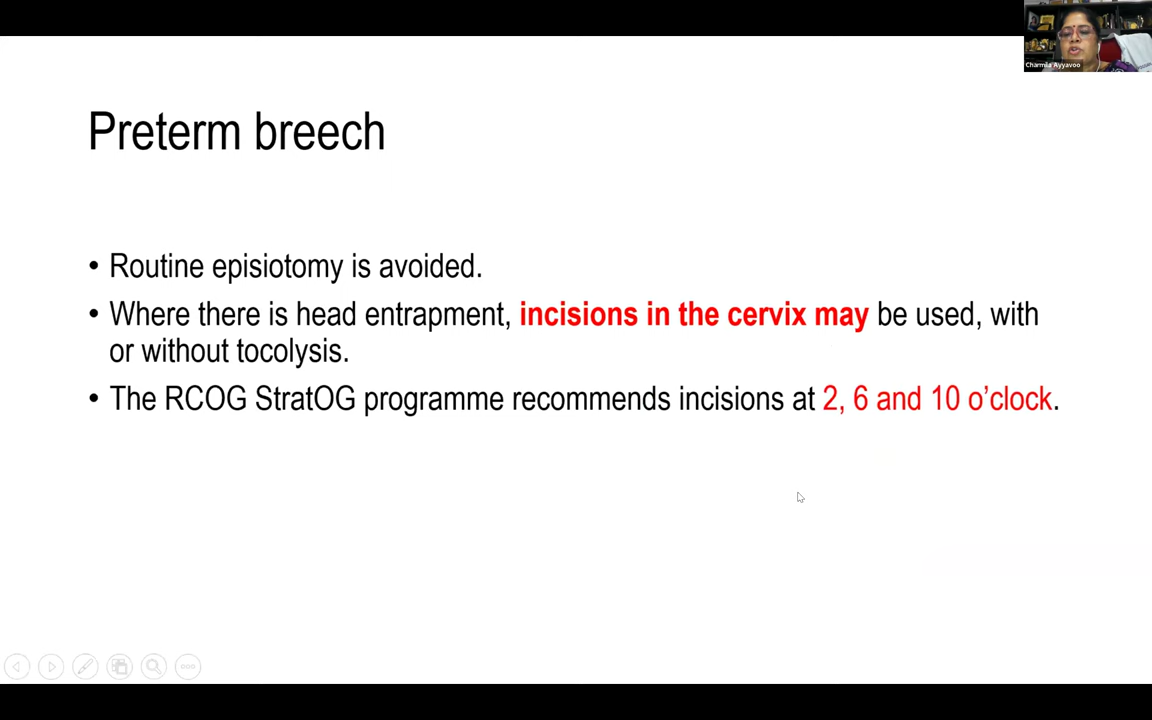 Charmila Ayyavoo
Preterm breech
• Routine episiotomy is avoided.
• Where there is head entrapment, incisions in the cervix may be used, with
or without tocolysis.
• The RCOG StratOG programme recommends incisions at 2, 6 and 10 o’clock.